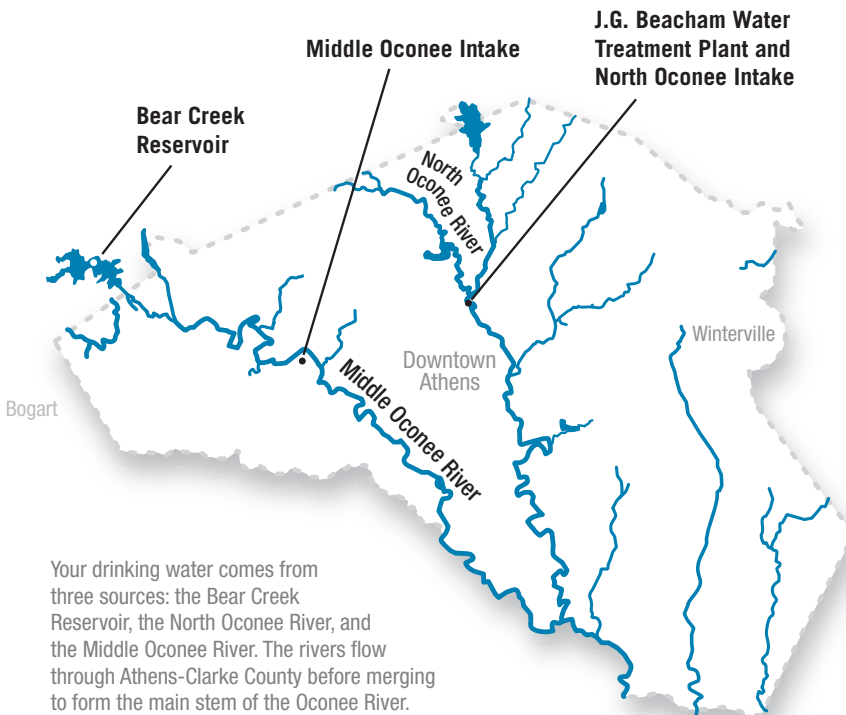 J.G. Beacham Water
Treatment Plant and
North Oconee Intake
Middle Oconee Intake
Bear Creek
Reservoir
North
Oconee River
Winterville
Downtown
Athens
Middle Oconee River
Bogart
Your drinking water comes from
three sources: the Bear Creek
Reservoir, the North Oconee River, and
the Middle Oconee River. The rivers flow
through Athens-Clarke County before merging
to form the main stem of the Oconee River.